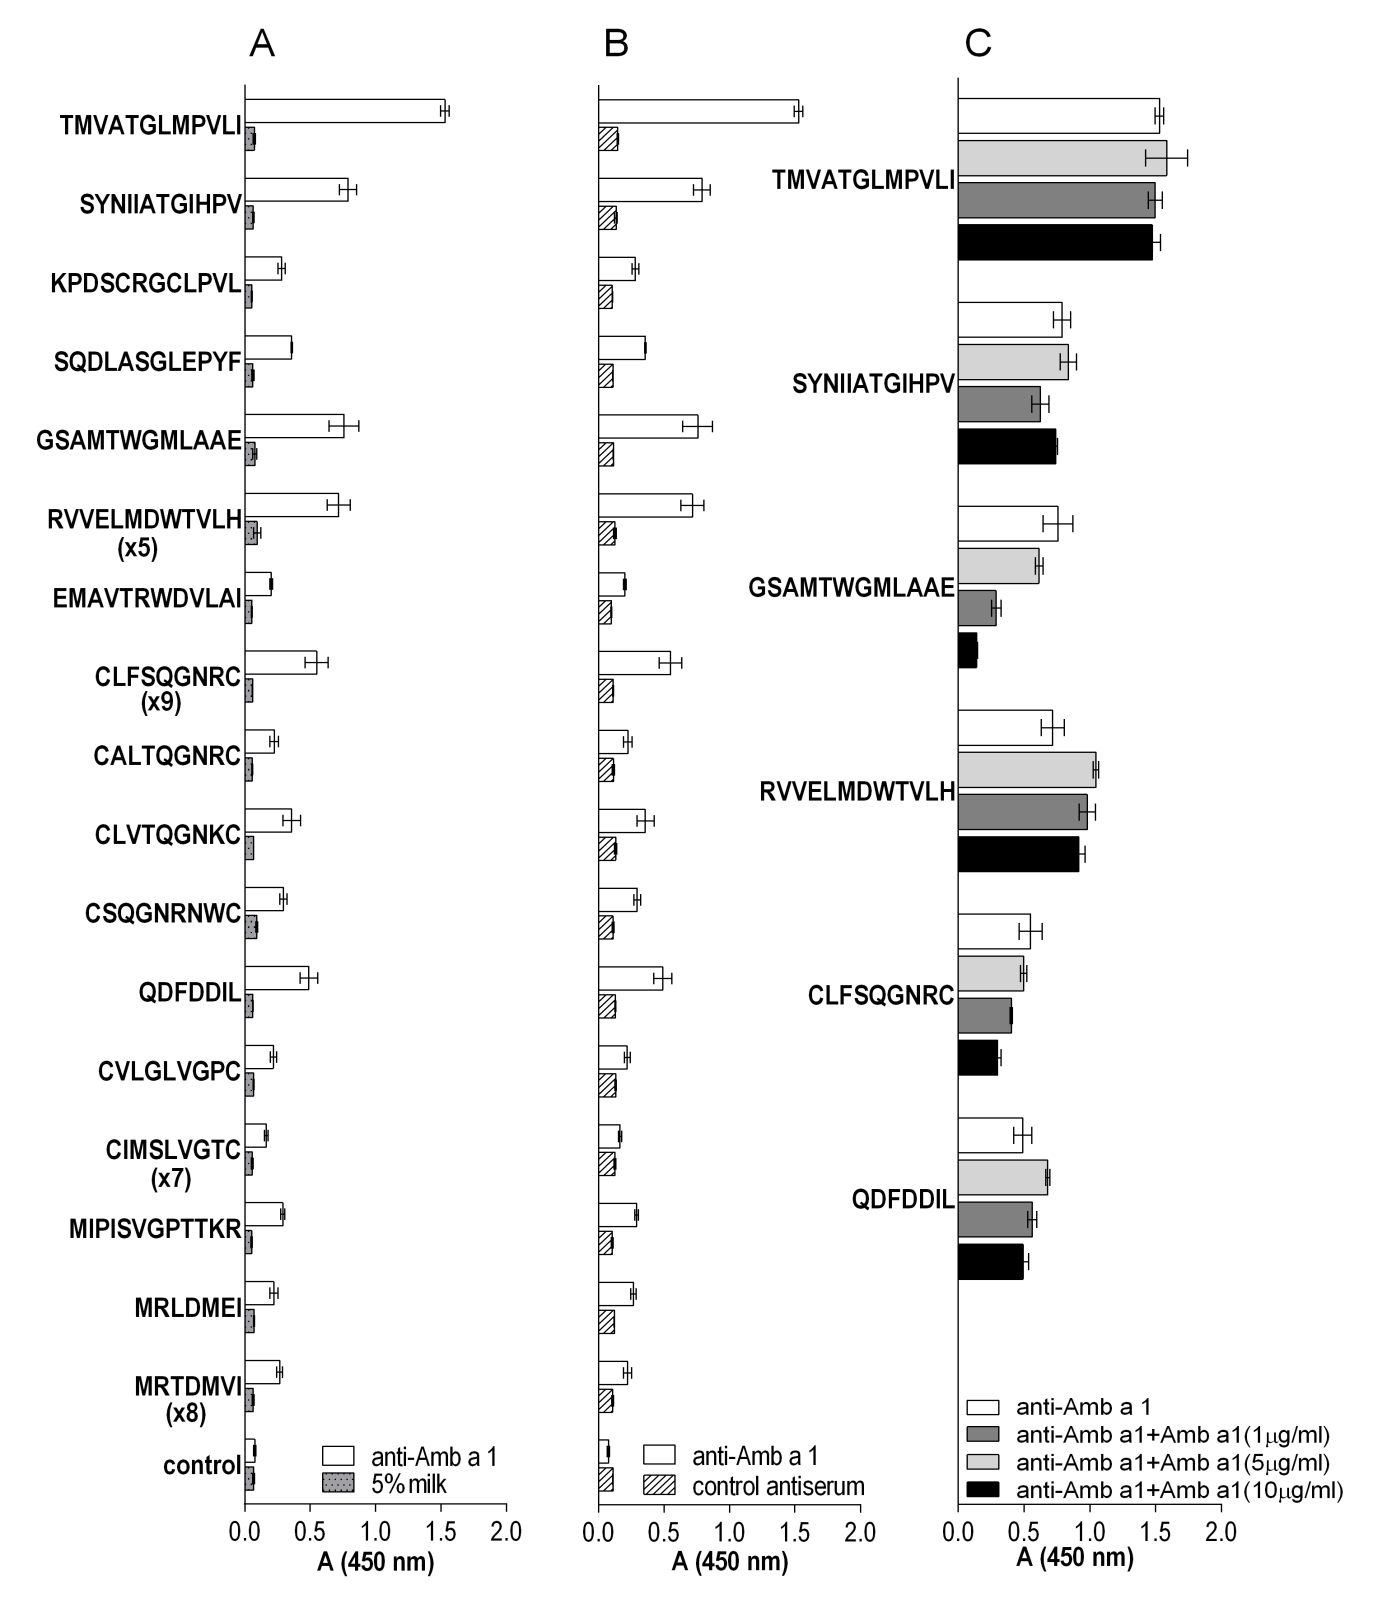 A
TMVATGLMPVLI
SYNIIATGIHPV
KPDSCRGCLPVL
SQDLASGLEPYF
GSAMTWGMLAAE
RVVELMDWTVLH
(x5)
EMAVTRWDVLAI
CLFSQGNRC
(x9)
CALTQGNRC
CLVTQGNKC
CSQGNRNWC
QDFDDIL
CVLGLVGPC
CIMSLVGTC
(x7)
MIPISVGPTTKR
MRLDMEI
MRTDMVI
(x8)
control
anti-Amb a 1
5% milk
0.0 0.5 1.0 1.5 2.0
A (450 nm)
B
anti-Amb a 1
control antiserum
0.0 0.5 1.0 1.5 2.0
A (450 nm)
C
TMVATGLMPVLI
SYNIIATGIHPV
GSAMTWGMLAAE
RVVELMDWTVLH
CLFSQGNRC
QDFDDIL
anti-Amb a 1
anti-Amb a1+Amb a1(1μg/ml)
anti-Amb a1+Amb a1(5μg/ml)
anti-Amb a1+Amb a1(10μg/ml)
0.0 0.5 1.0 1.5 2.0
A (450 nm)